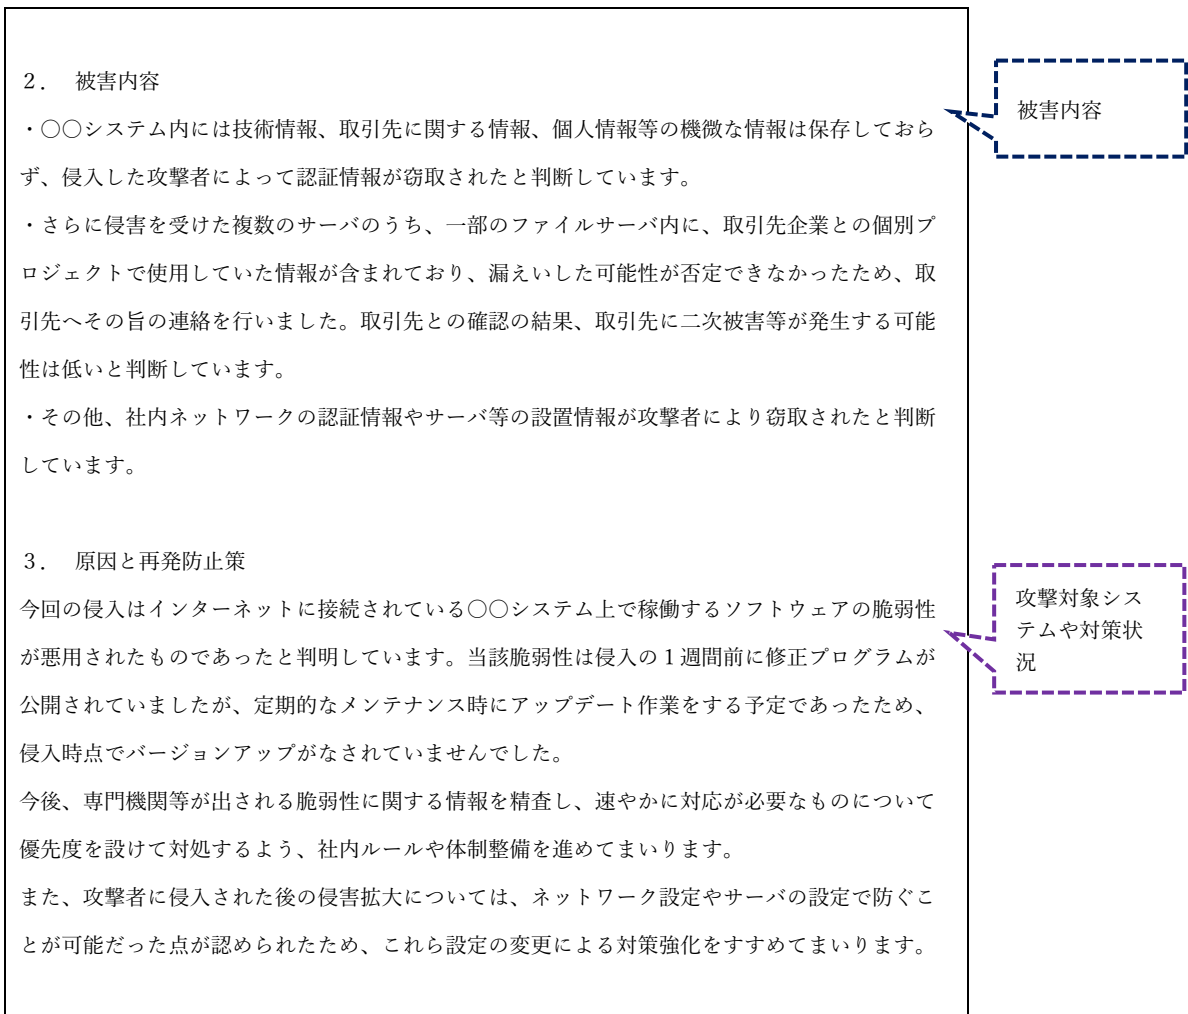 ２．　被害内容
・〇〇システム内には技術情報、取引先に関する情報、個人情報等の機微な情報は保存しておら
ず、侵入した攻撃者によって認証情報が窃取されたと判断しています。
・さらに侵害を受けた複数のサーバのうち、一部のファイルサーバ内に、取引先企業との個別プ
ロジェクトで使用していた情報が含まれており、漏えいした可能性が否定できなかったため、取
引先へその旨の連絡を行いました。取引先との確認の結果、取引先に二次被害等が発生する可能
性は低いと判断しています。
・その他、社内ネットワークの認証情報やサーバ等の設置情報が攻撃者により窃取されたと判断
しています。
３．　原因と再発防止策
今回の侵入はインターネットに接続されている〇〇システム上で稼働するソフトウェアの脆弱性
が悪用されたものであったと判明しています。当該脆弱性は侵入の１週間前に修正プログラムが
公開されていましたが、定期的なメンテナンス時にアップデート作業をする予定であったため、
侵入時点でバージョンアップがなされていませんでした。
今後、専門機関等が出される脆弱性に関する情報を精査し、速やかに対応が必要なものについて
優先度を設けて対処するよう、社内ルールや体制整備を進めてまいります。
また、攻撃者に侵入された後の侵害拡大については、ネットワーク設定やサーバの設定で防ぐこ
とが可能だった点が認められたため、これら設定の変更による対策強化をすすめてまいります。
被害内容
攻撃対象シス
テムや対策状
況